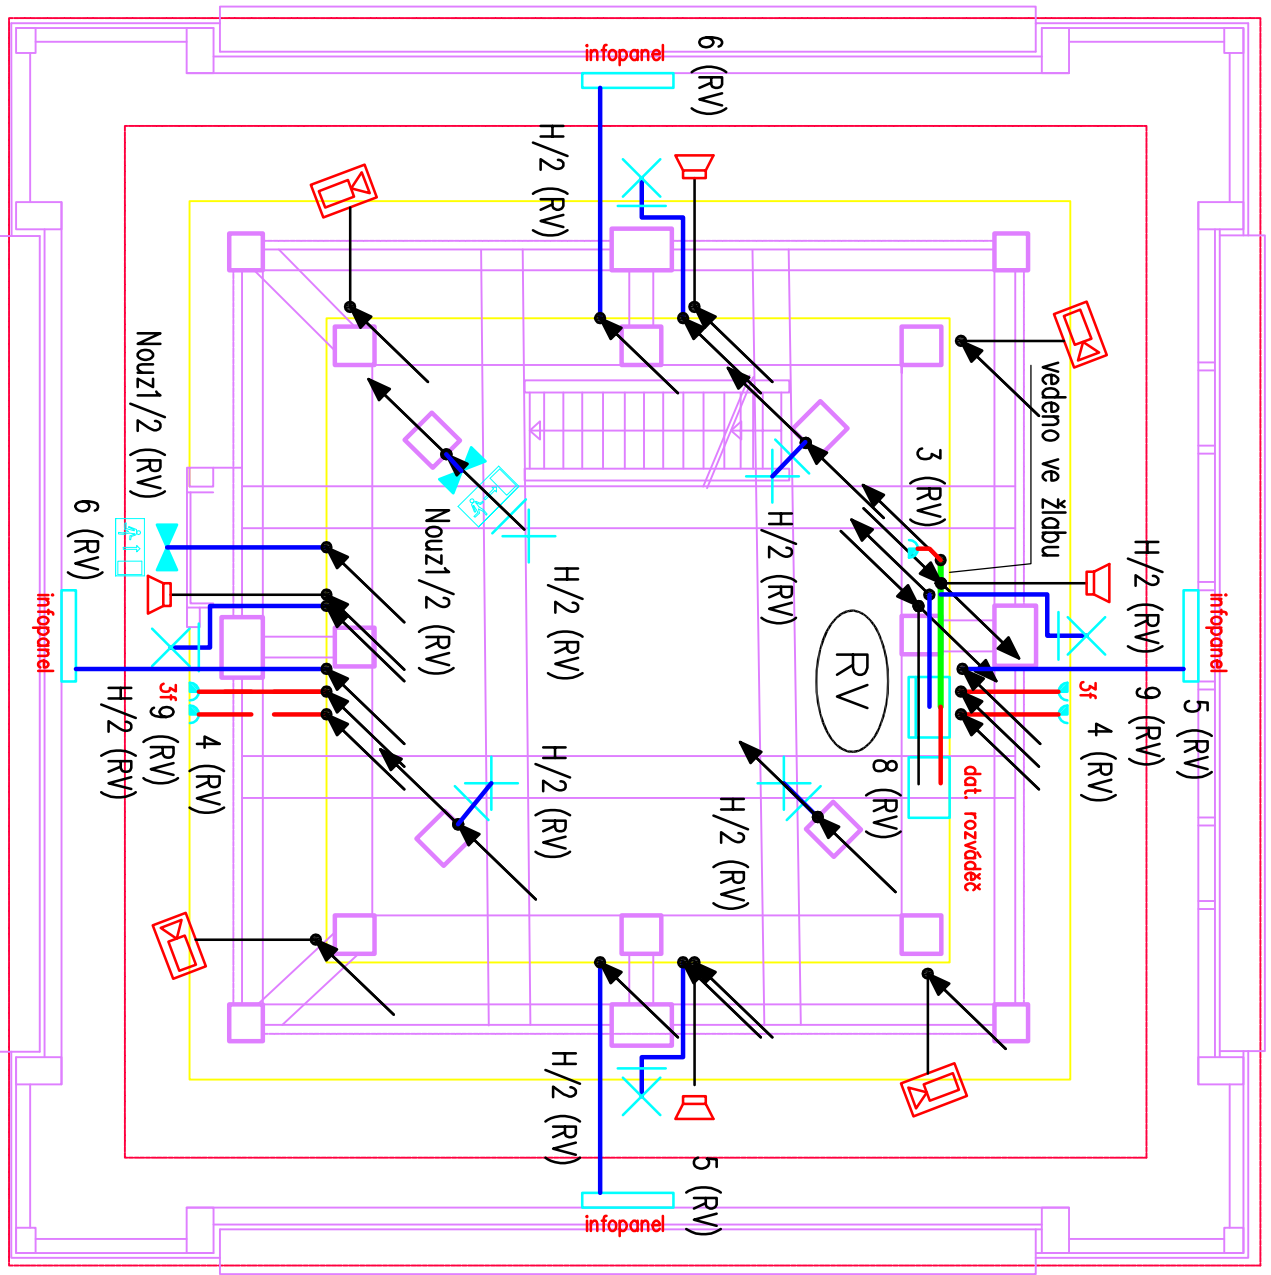 infopanel
6 (RV)
H/2 (RV)
vedeno ve žlabu
Nouz1/2 (RV)
3 (RV)
6 (RV)
Nouz1/2 (RV)
H/2 (RV)
H/2 (RV)
H/2 (RV)
infopanel
infopanel
RV
3f
3f
9 (RV)
5 (RV)
H/2 (RV)
9 (RV)
4 (RV)
4 (RV)
H/2 (RV)
8 (RV)
dat. rozváděč
H/2 (RV)
H/2 (RV)
5 (RV)
infopanel